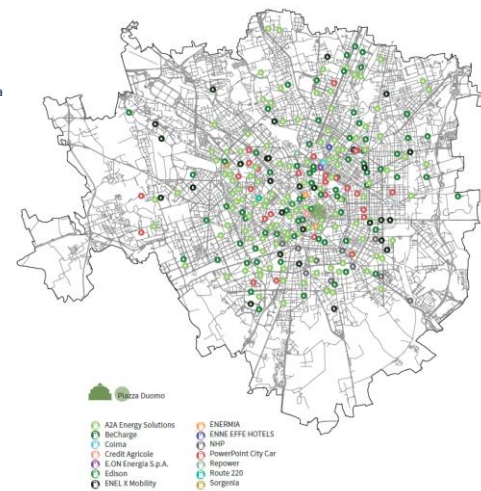 a
Piazza Duomo
A2A Energy Solutions
BeCharge
Coima
Credit Agricole
E.ON Energia S.p.A.
Edison
ENEL X Mobility
ENERMIA
ENNE EFFE HOTELS
NHP
PowerPoint City Car
Repower
Route 220
Sorgenia